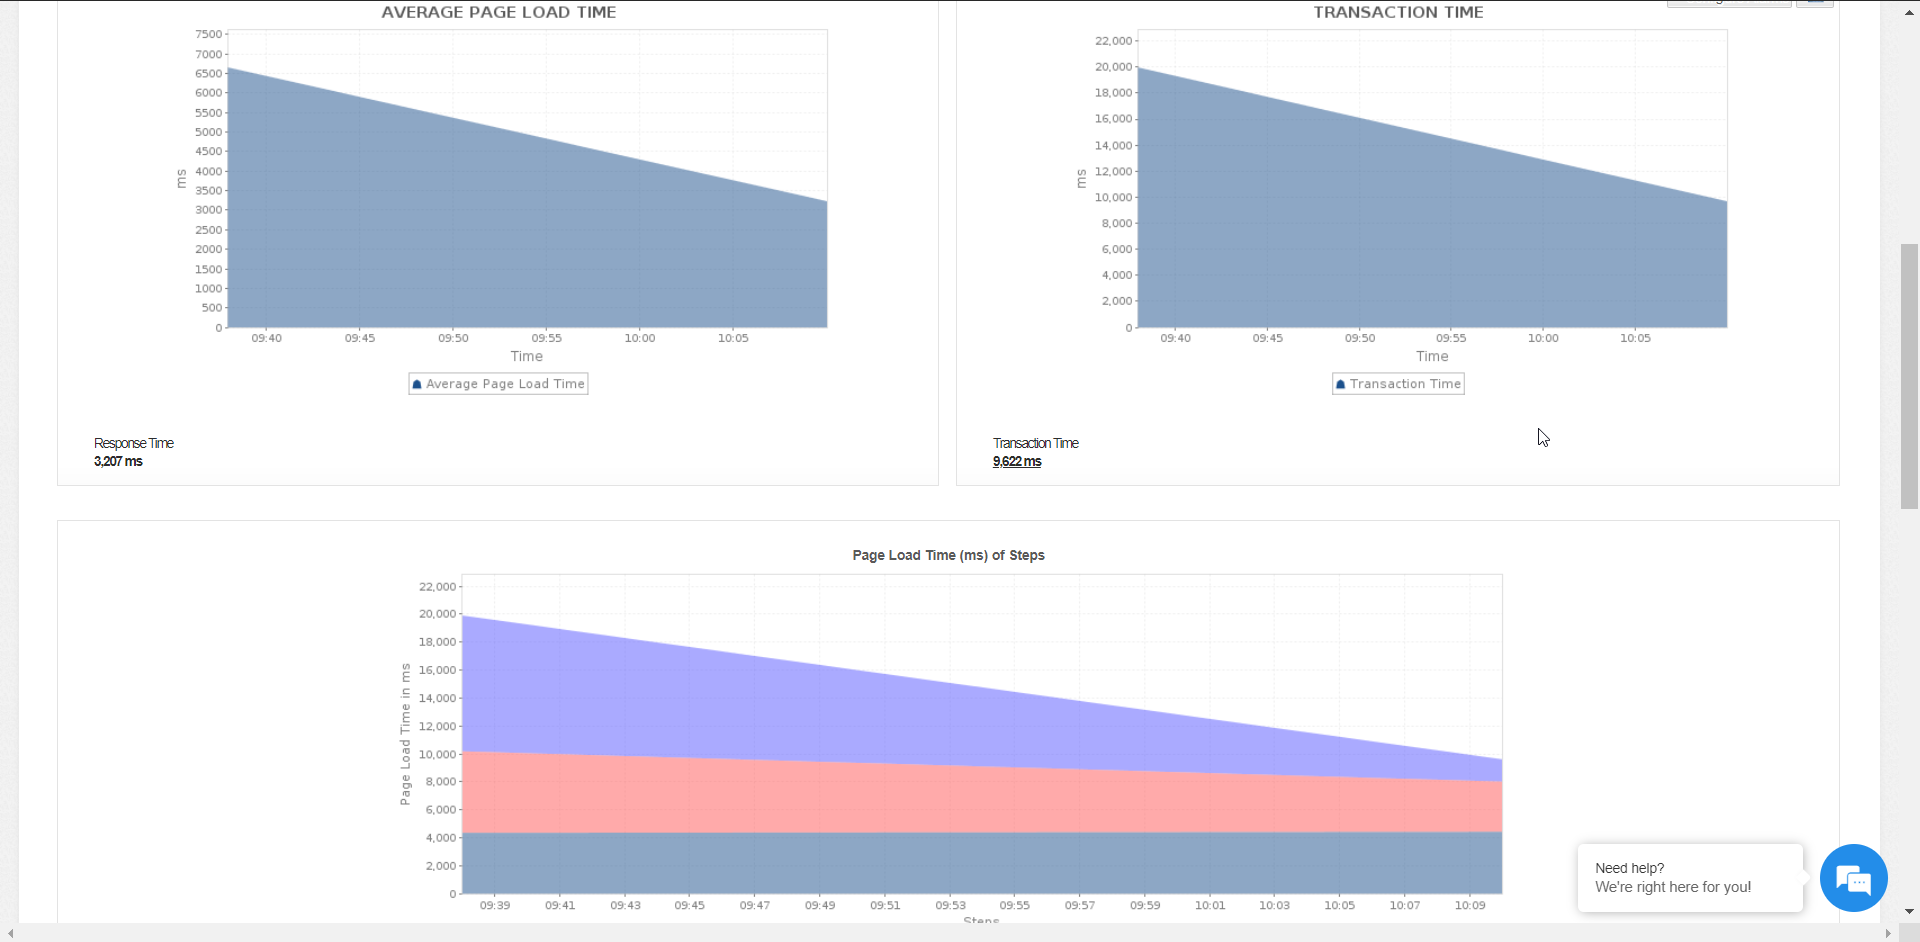 AVERAGE PAGE LOAD TIME
7500
7000
6500
6000
5500
5000
4500
4000
3500
3000
2500
2000
1500
1000
500
0
ms
09:40 09:45 09:50 09:55 10:00 10:05
Time
Average Page Load Time
Response Time
3,207 ms
TRANSACTION TIME
22,000
20,000
18,000
16,000
14,000
12,000
10,000
8,000
6,000
4,000
2,000
0
ms
09:40 09:45 09:50 09:55 10:00 10:05
Time
Transaction Time
Transaction Time
9,622 ms
Page Load Time (ms) of Steps
22,000
20,000
18,000
16,000
14,000
12,000
10,000
8,000
6,000
4,000
2,000
0
Page Load Time in ms
09:39 09:41 09:43 09:45 09:47 09:49 09:51 09:53 09:55 09:57 09:59 10:01 10:03 10:05 10:07 10:09
Steps
Need help?
We're right here for you!